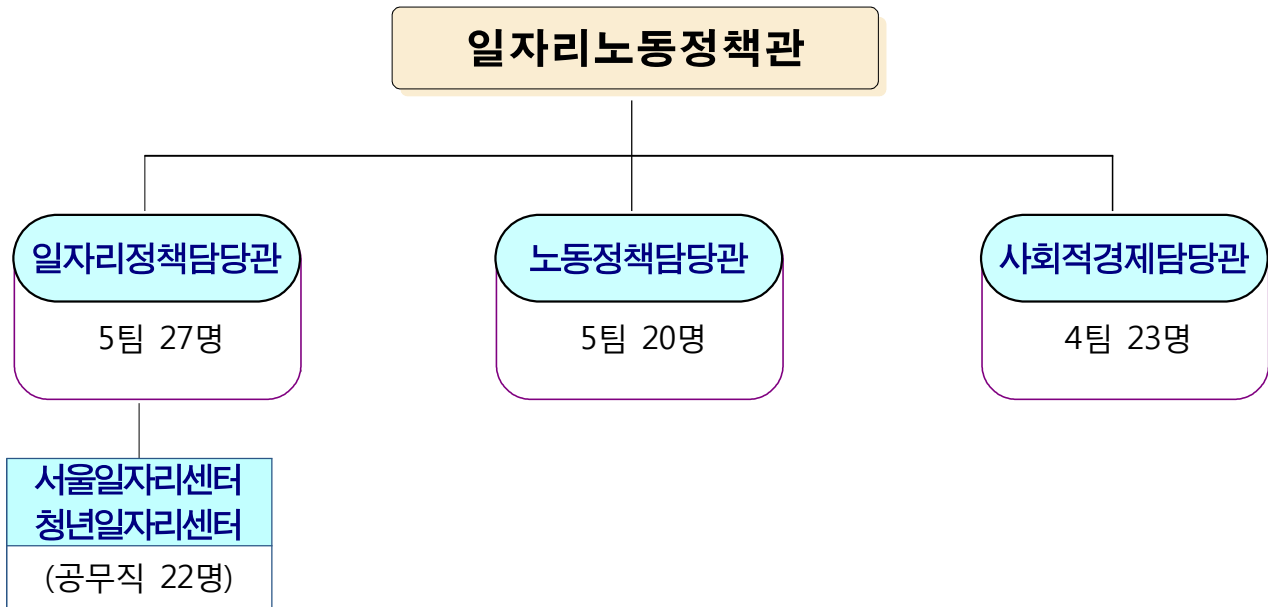 일자리노동정책관
일자리정책담당관
5팀 27명
노동정책담당관
5팀 20명
사회적경제담당관
4팀 23명
서울일자리센터
청년일자리센터
(공무직 22명)